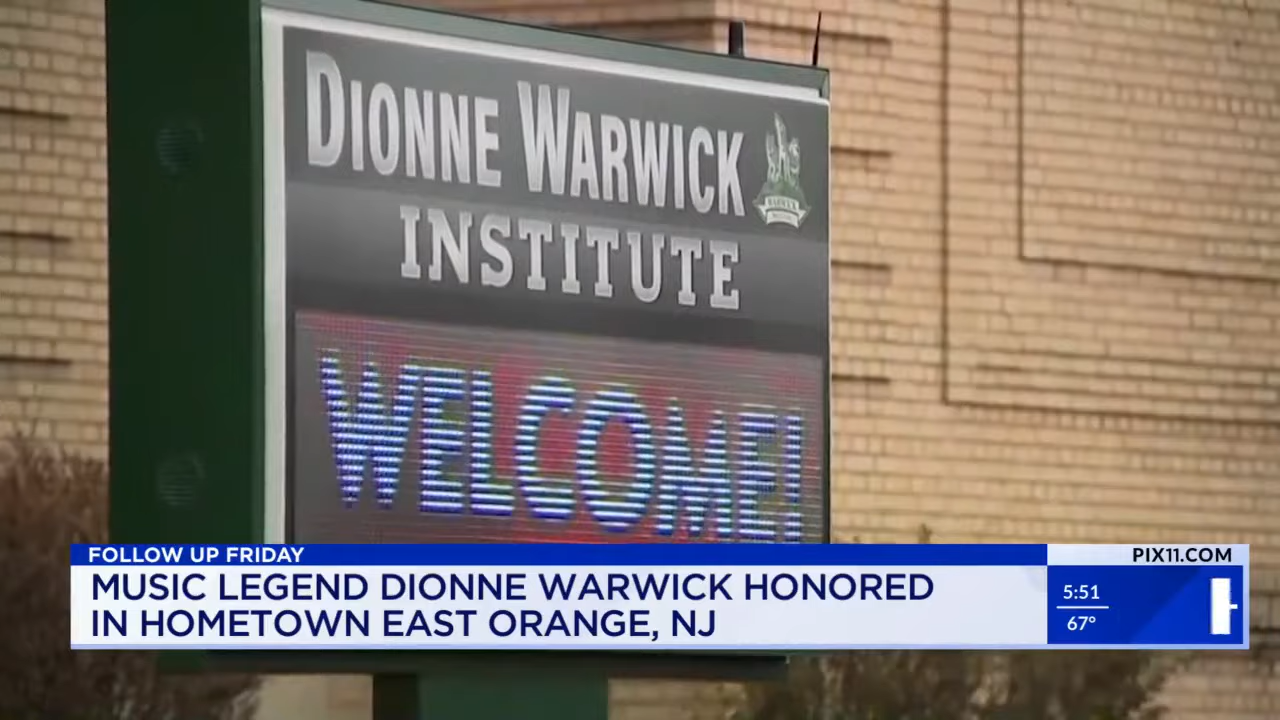 DIONNE WARWICK
INSTITUTE
WARWICK
WELCOME!
FOLLOW UP FRIDAY
PIX11.COM
MUSIC LEGEND DIONNE WARWICK HONORED
IN HOMETOWN EAST ORANGE, NJ
5:51
67°